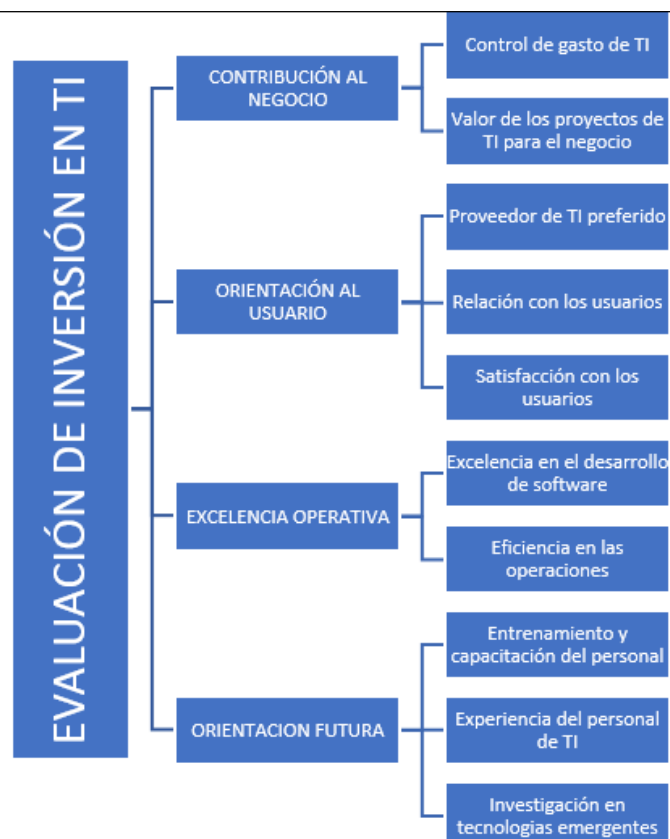 EVALUACIÓN DE INVERSIÓN EN TI
CONTRIBUCIÓN AL
NEGOCIO
Control de gasto de TI
Valor de los proyectos de
TI para el negocio
ORIENTACIÓN AL
USUARIO
Proveedor de TI preferido
Relación con los usuarios
Satisfacción con los
usuarios
EXCELENCIA OPERATIVA
Excelencia en el desarrollo
de software
Eficiencia en las
operaciones
ORIENTACION FUTURA
Entrenamiento y
capacitación del personal
Experiencia del personal
de TI
Investigación en
tecnologías emergentes